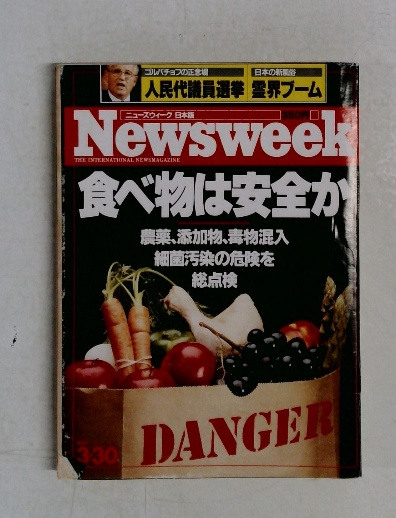 ゴルバチョフの正念場
人民代議員選挙
日本の新風俗
霊界ブーム
ニューズウィーク 日本版
Newsweek
THE INTERNATIONAL NEWSMAGAZINE
食べ物は安全か
農薬、添加物、毒物混入
細菌汚染の危険を
総点検
DANGER
3·30